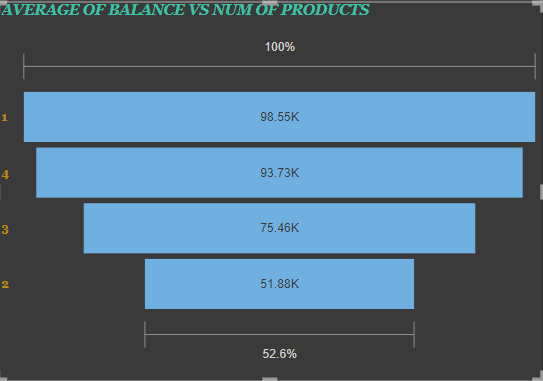 AVERAGE OF BALANCE VS NUM OF PRODUCTS
100%
1 98.55K
4 93.73K
3 75.46K
2 51.88K
52.6%